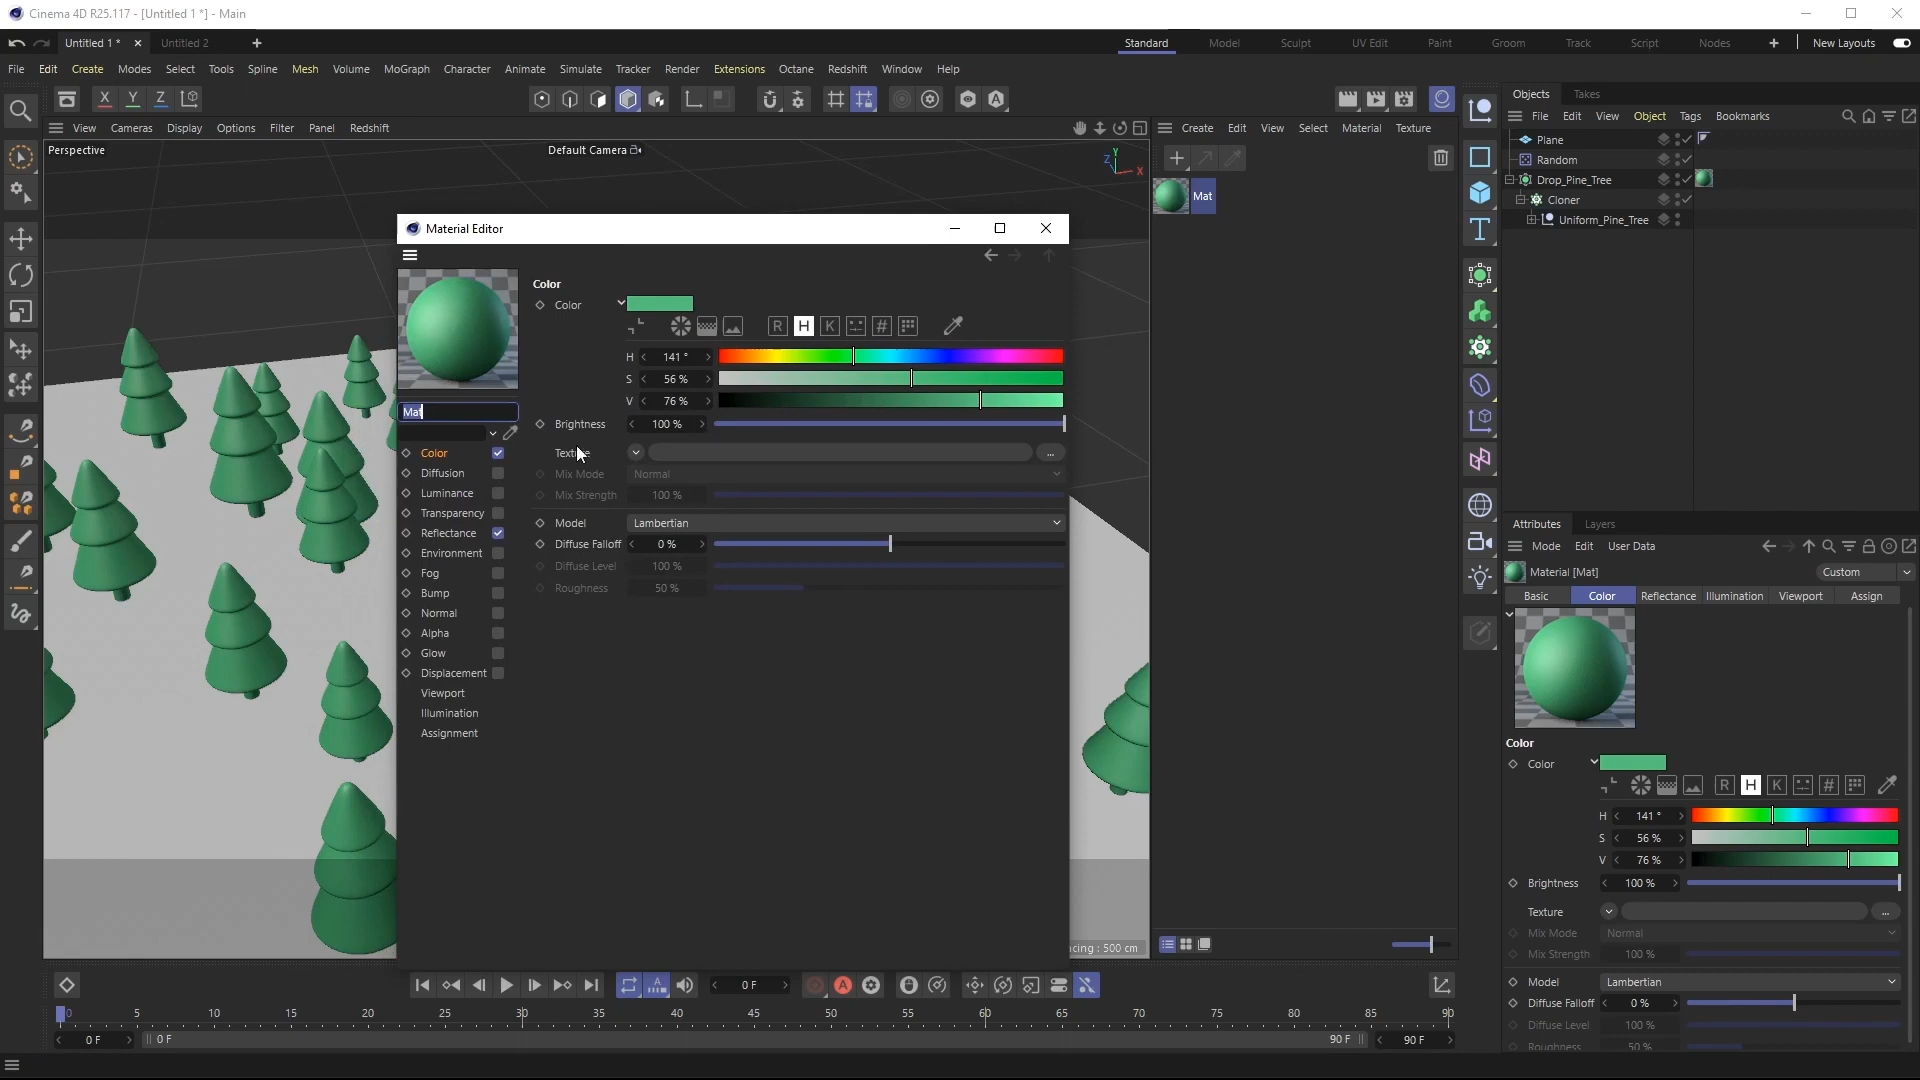 Cinema 4D R25.117 - [Untitled 1 *] - Main
Untitled 1 *
Untitled 2
Standard Model Sculpt UV Edit Paint Groom Track Script Nodes New Layouts
File Edit Create Modes Select Tools Spline Mesh Volume MoGraph Character Animate Simulate Tracker Render Extensions Octane Redshift Window Help
X Y Z
View Cameras Display Options Filter Panel Redshift
Perspective
Default Camera
Y
Z
X
Create Edit View Select Material Texture
Mat
Objects Takes
File Edit View Object Tags Bookmarks
Plane
Random
Drop_Pine_Tree
Cloner
Uniform_Pine_Tree
Material Editor
Color
Color
R H K #
H 141 °
S 56 %
V 76 %
Mat
Brightness 100 %
Texture ...
Mix Mode Normal
Mix Strength 100 %
Model Lambertian
Diffuse Falloff 0 %
Diffuse Level 100 %
Roughness 50 %
Color
Diffusion
Luminance
Transparency
Reflectance
Environment
Fog
Bump
Normal
Alpha
Glow
Displacement
Viewport
Illumination
Assignment
acing : 500 cm
Attributes Layers
Mode Edit User Data
Material [Mat]
Custom
Basic Color Reflectance Illumination Viewport Assign
Color
Color
R H K #
H 141 °
S 56 %
V 76 %
Brightness 100 %
Texture ...
Mix Mode Normal
Mix Strength 100 %
Model Lambertian
Diffuse Falloff 0 %
Diffuse Level 100 %
Roughness 50 %
0 F
0 5 10 15 20 25 30 35 40 45 50 55 60 65 70 75 80 85 90
0 F 0 F 90 F 90 F